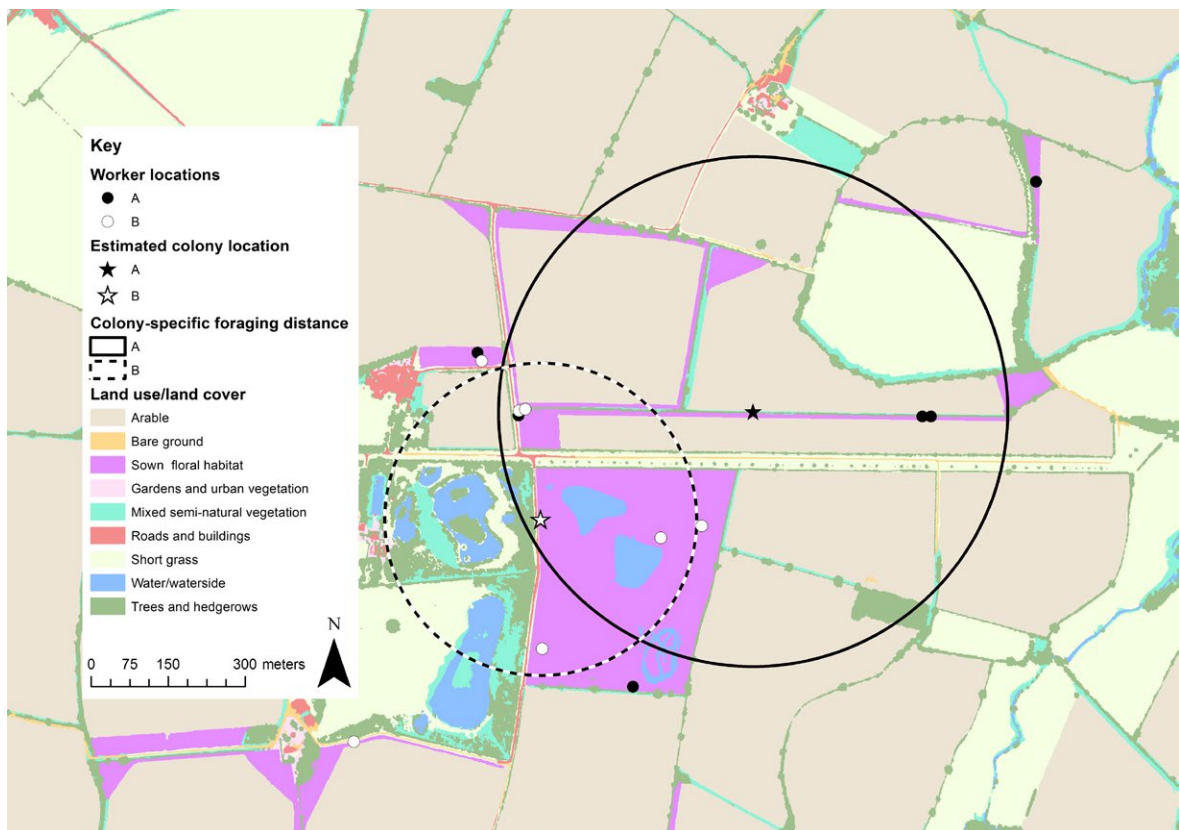 Key
Worker locations
A
B
Estimated colony location
A
B
Colony-specific foraging distance
A
B
Land use/land cover
Arable
Bare ground
Sown floral habitat
Gardens and urban vegetation
Mixed semi-natural vegetation
Roads and buildings
Short grass
Water/waterside
Trees and hedgerows
N
0 75 150 300 meters